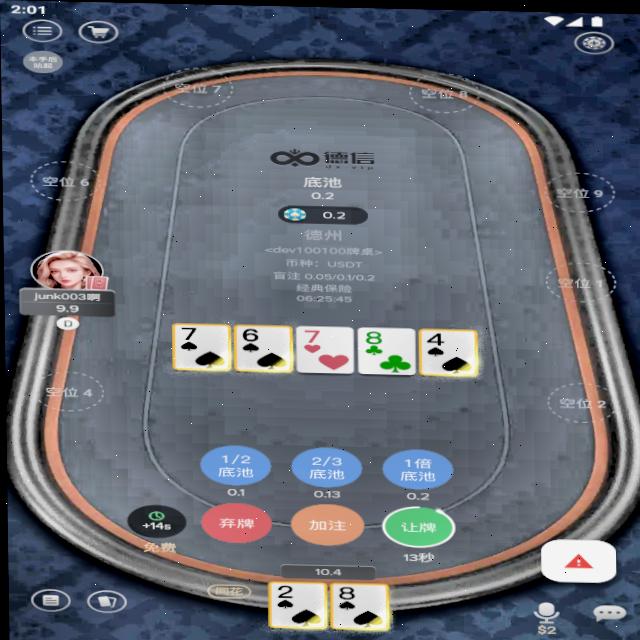 2:01
本手后
站起
空位 7
空位 8
德信
dx vip
底池
0.2
0.2
空位 6
空位 9
德州
<dev100100牌桌>
币种：USDT
盲注 0.05/0.1/0.2
经典保险
06:25:45
空位 1
junk003啊
9.9
D
7 6 7 8 4
空位 4
空位 2
1/2
底池
2/3
底池
1倍
底池
0.1
0.13
0.2
+14s
弃牌
加注
让牌
免费
13秒
10.4
同花
2 8
$2